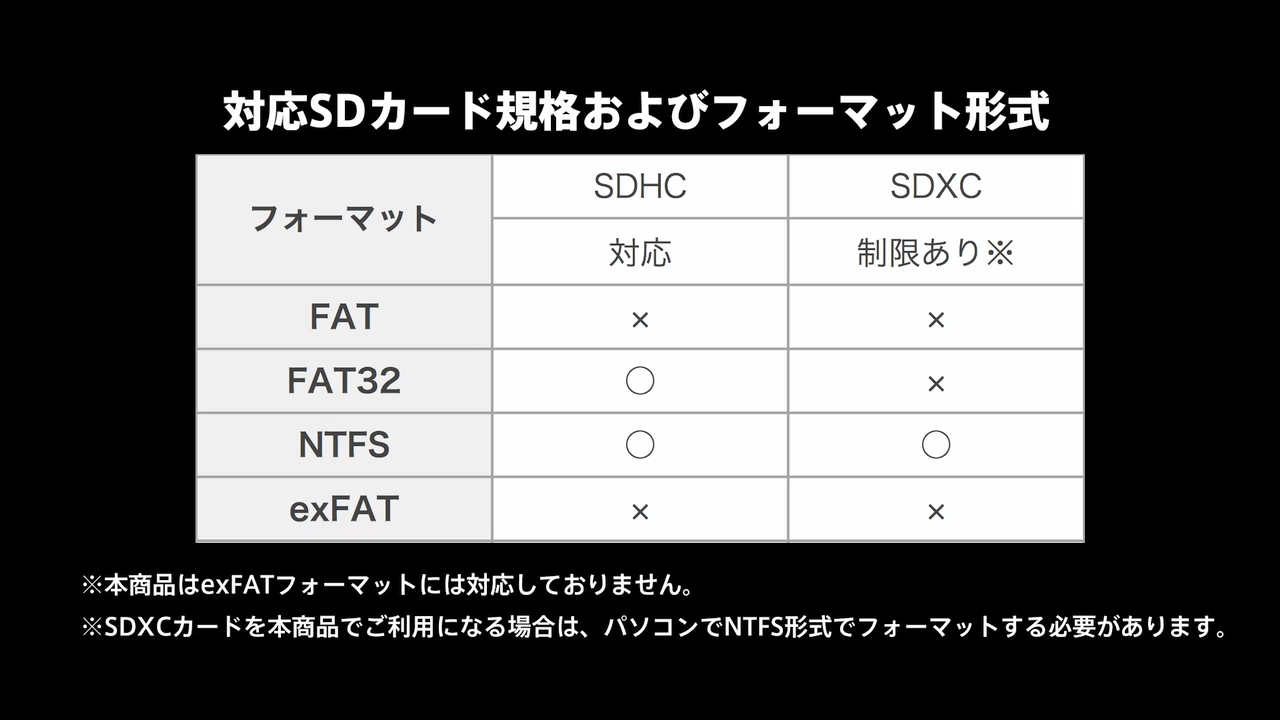 対応SDカード規格およびフォーマット形式
フォーマット SDHC SDXC
対応 制限あり※
FAT × ×
FAT32 ○ ×
NTFS ○ ○
exFAT × ×
※本商品はexFATフォーマットには対応しておりません。
※SDXCカードを本商品でご利用になる場合は、パソコンでNTFS形式でフォーマットする必要があります。